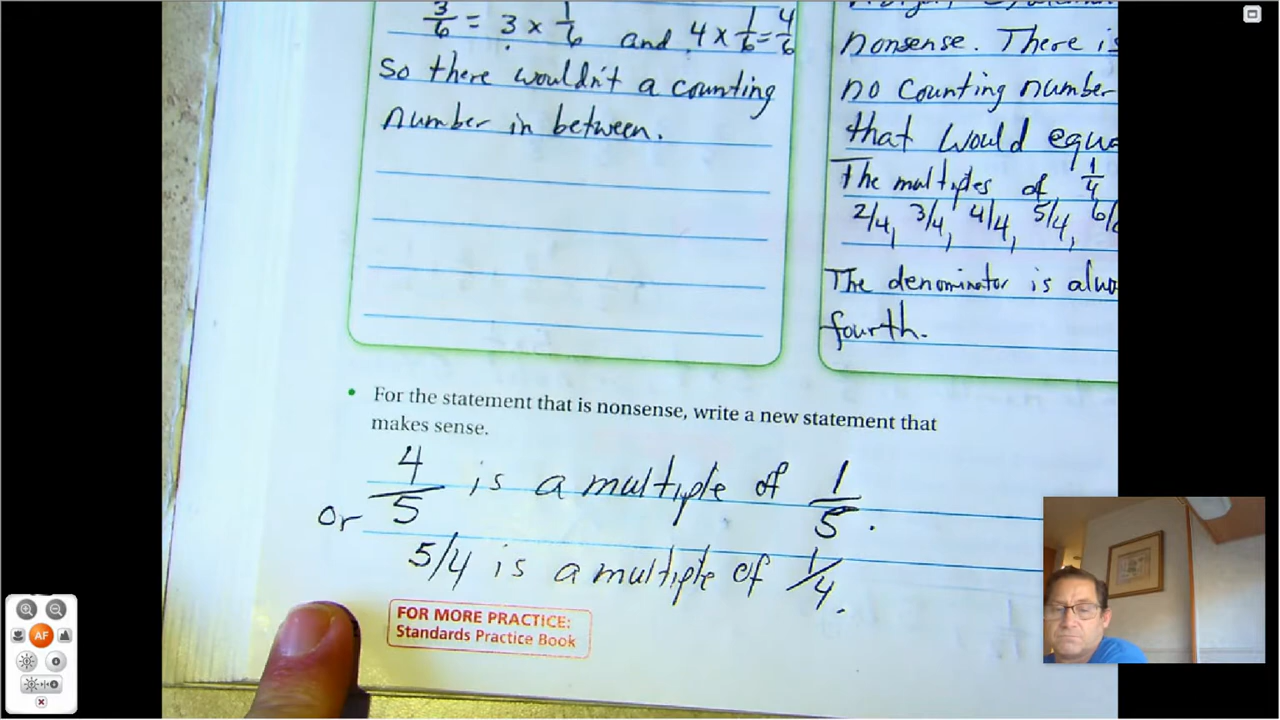 3/6 = 3 × 1/6 and 4 × 1/6 = 4/6
so there wouldn't a counting
number in between.
nonsense. There is
no counting number
that would equa
The multiples of 1/4
2/4, 3/4, 4/4, 5/4, 6/
The denominator is alwa
fourth.
• For the statement that is nonsense, write a new statement that
makes sense.
4/5 is a multiple of 1/5.
or
5/4 is a multiple of 1/4.
FOR MORE PRACTICE:
Standards Practice Book
AF